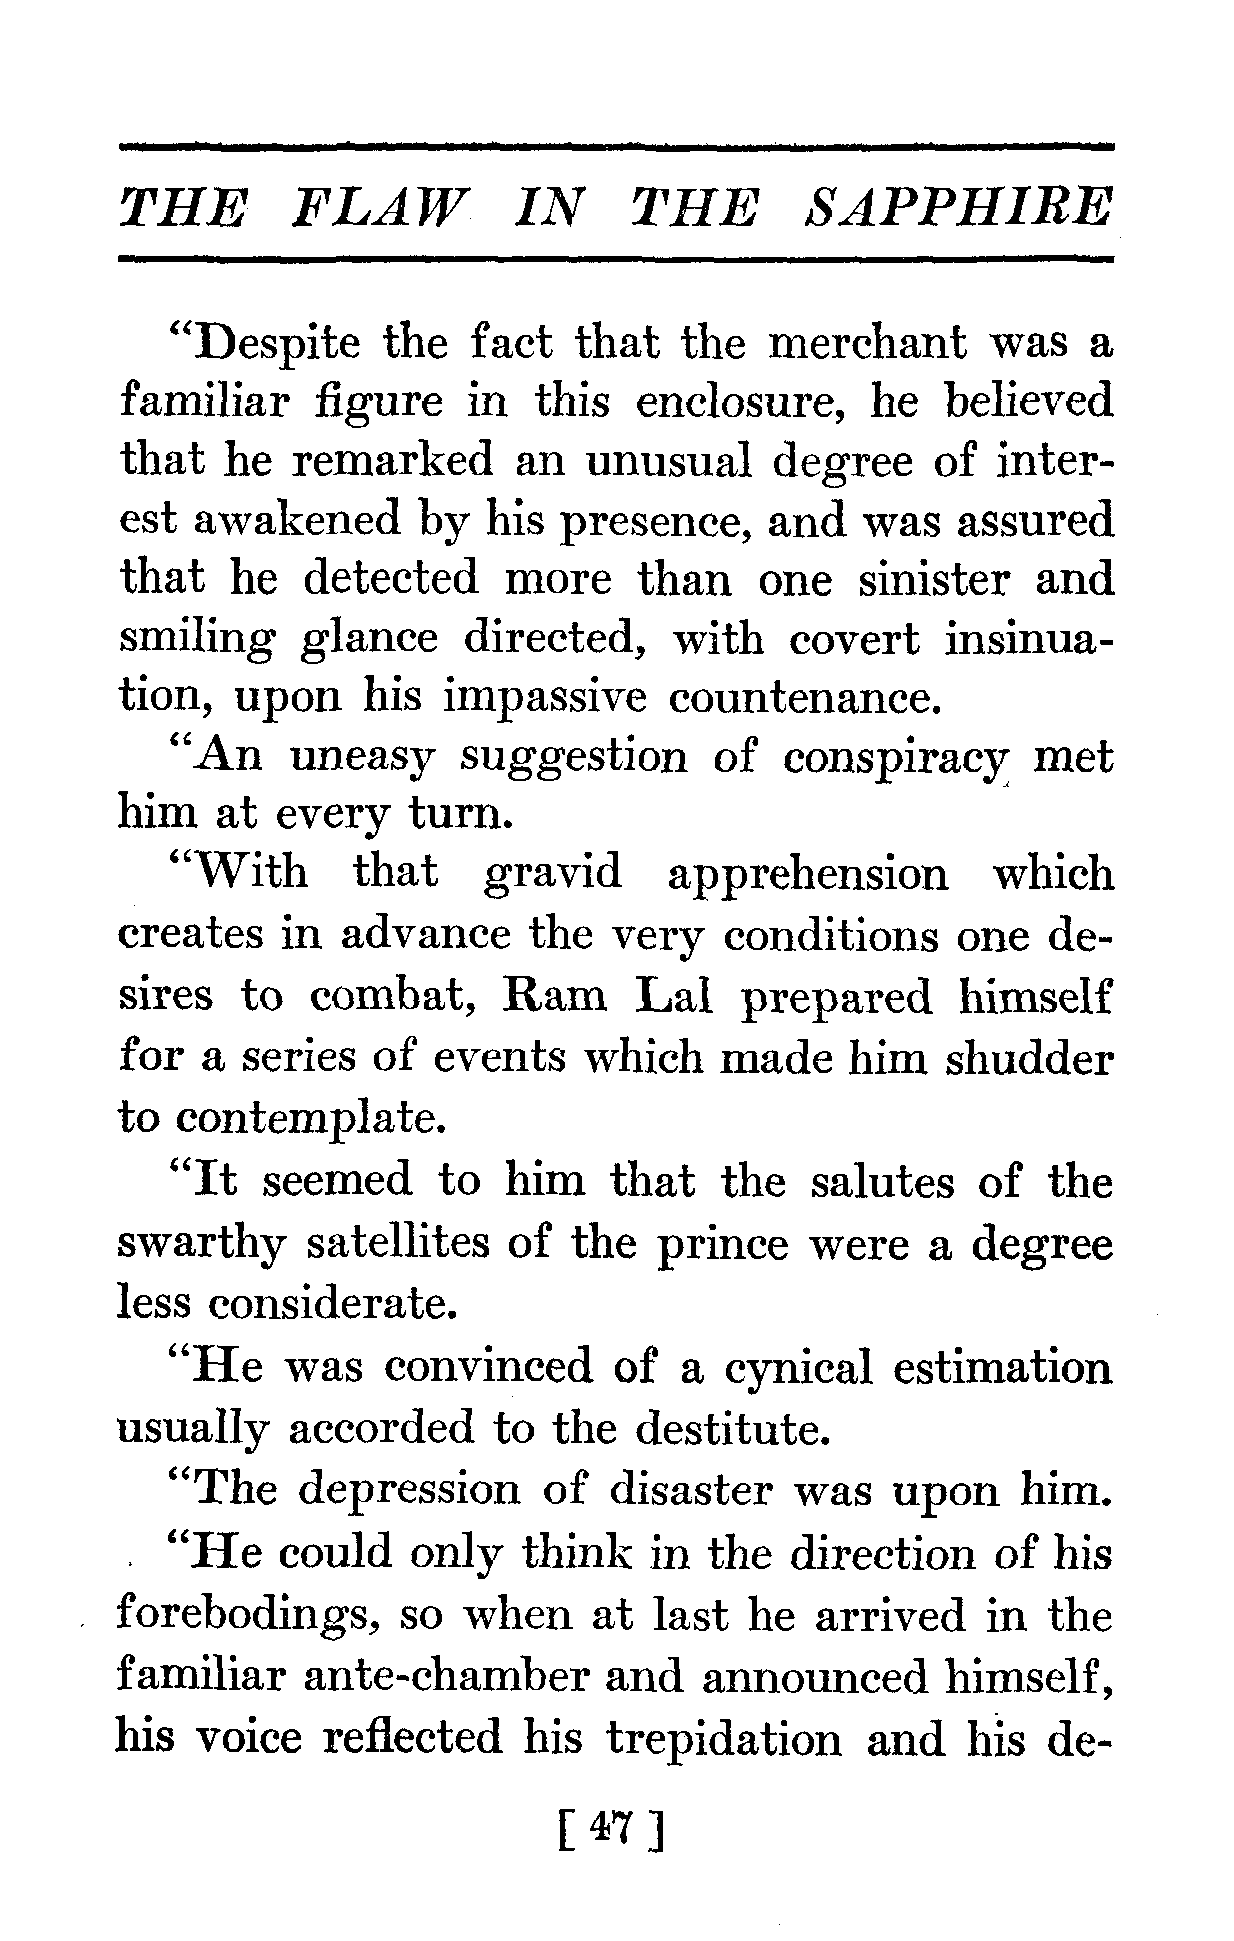 THE FLAW IN THE SAPPHIRE
“Despite the fact that the merchant was a
familiar figure in this enclosure, he believed
that he remarked an unusual degree of inter-
est awakened by his presence, and was assured
that he detected more than one sinister and
smiling glance directed, with covert insinua-
tion, upon his impassive countenance.
“An uneasy suggestion of conspiracy met
him at every turn.
“With that gravid apprehension which
creates in advance the very conditions one de-
sires to combat, Ram Lal prepared himself
for a series of events which made him shudder
to contemplate.
“It seemed to him that the salutes of the
swarthy satellites of the prince were a degree
less considerate.
“He was convinced of a cynical estimation
usually accorded to the destitute.
“The depression of disaster was upon him.
“He could only think in the direction of his
forebodings, so when at last he arrived in the
familiar ante-chamber and announced himself,
his voice reflected his trepidation and his de-
[ 47 ]